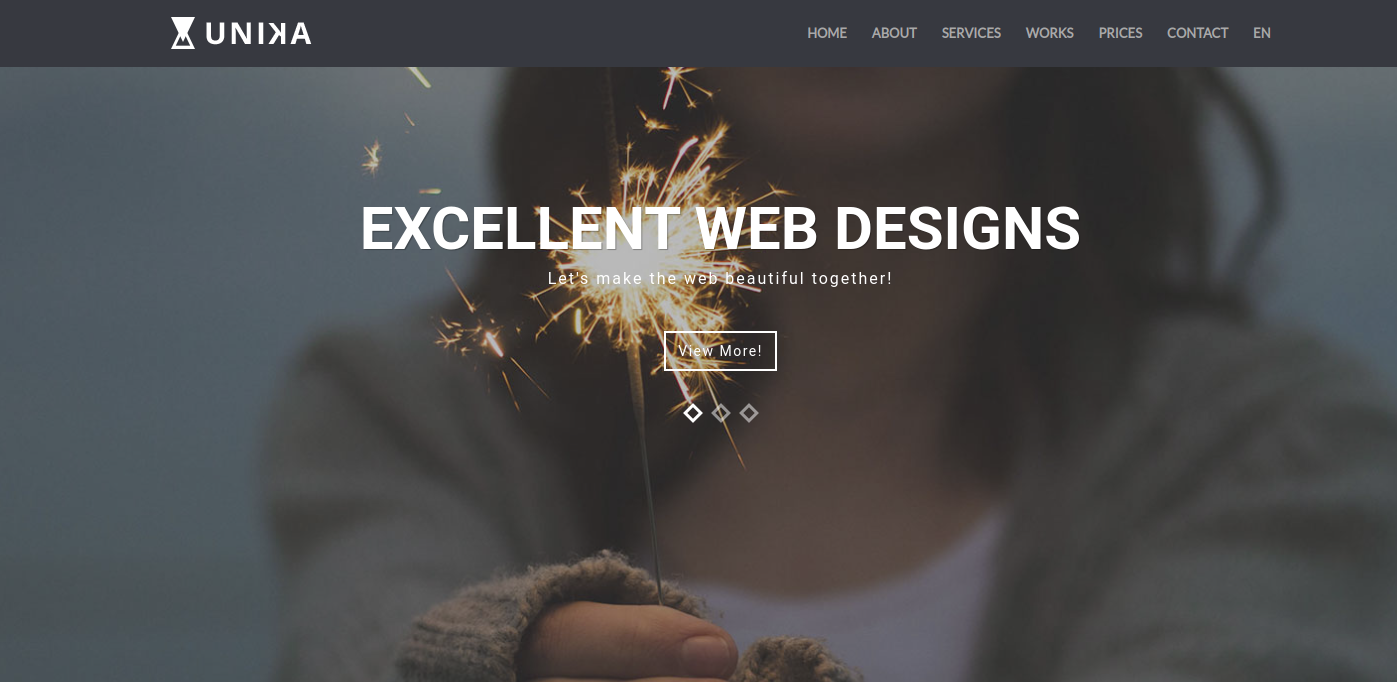 UNIKA
HOME ABOUT SERVICES WORKS PRICES CONTACT EN
EXCELLENT WEB DESIGNS
Let's make the web beautiful together!
View More!